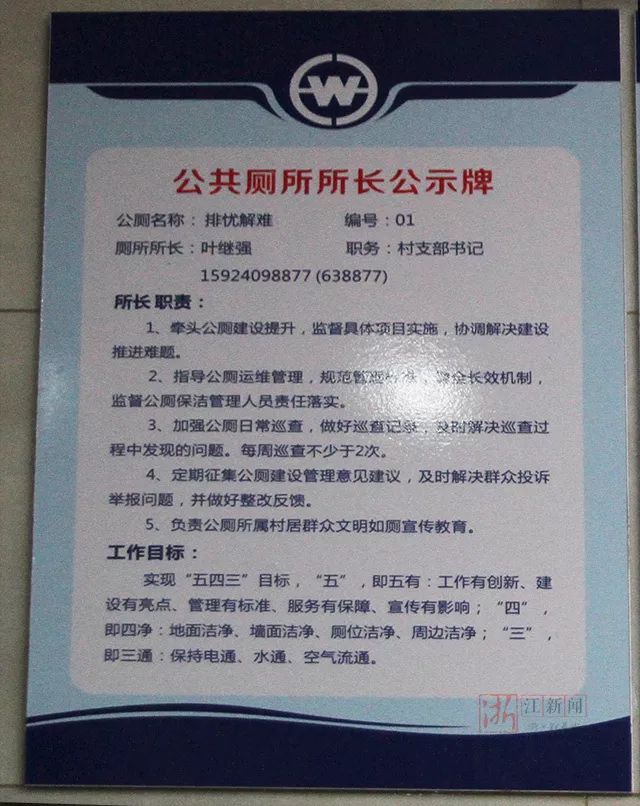 W
公共厕所所长公示牌
公厕名称：排忧解难 编号：01
厕所所长：叶继强 职务：村支部书记
15924098877 (638877)
所长职责：
1、牵头公厕建设提升，监督具体项目实施，协调解决建设
推进难题。
2、指导公厕运维管理，规范管理标准，健全长效机制，
监督公厕保洁管理人员责任落实。
3、加强公厕日常巡查，做好巡查记录，及时解决巡查过
程中发现的问题。每周巡查不少于2次。
4、定期征集公厕建设管理意见建议，及时解决群众投诉
举报问题，并做好整改反馈。
5、负责公厕所属村居群众文明如厕宣传教育。
工作目标：
实现“五四三”目标，“五”，即五有：工作有创新、建
设有亮点、管理有标准、服务有保障、宣传有影响；“四”，
即四净：地面洁净、墙面洁净、厕位洁净、周边洁净；“三”，
即三通：保持电通、水通、空气流通。
浙江新闻